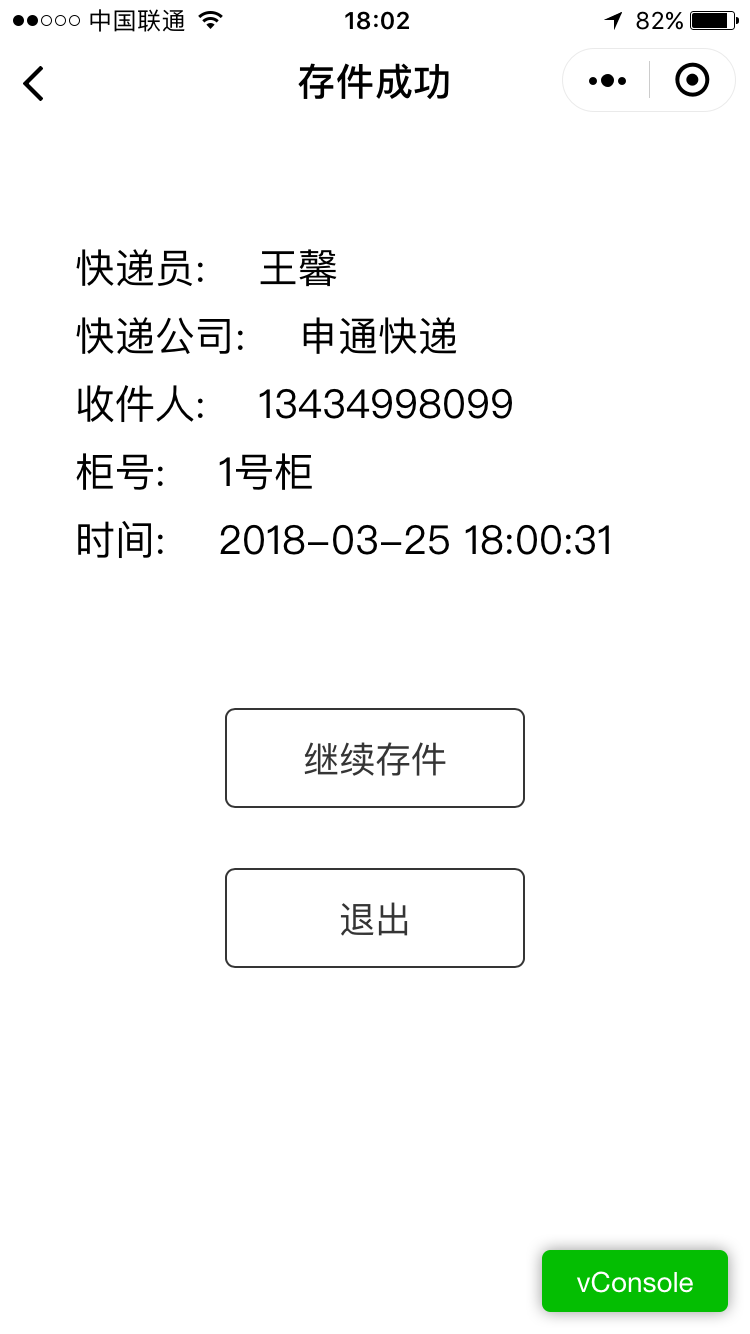 中国联通 18:02 82%
存件成功
快递员: 王馨
快递公司: 申通快递
收件人: 13434998099
柜号: 1号柜
时间: 2018-03-25 18:00:31
继续存件
退出
vConsole